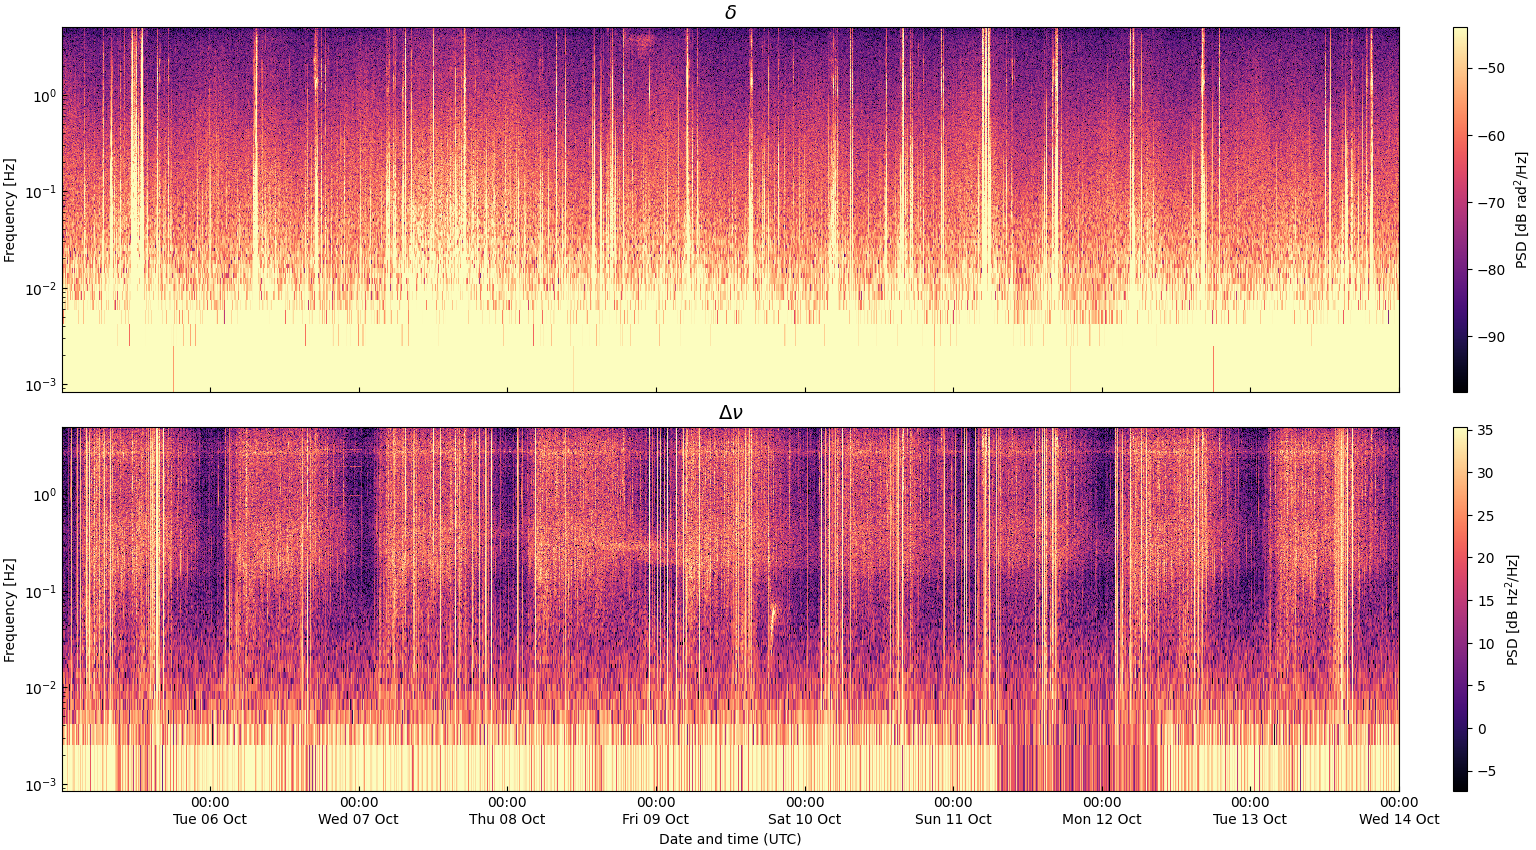 δ
10⁰
10⁻¹
10⁻²
10⁻³
Frequency [Hz]
−50
−60
−70
−80
−90
PSD [dB rad²/Hz]
Δν
10⁰
10⁻¹
10⁻²
10⁻³
Frequency [Hz]
35
30
25
20
15
10
5
0
−5
PSD [dB Hz²/Hz]
00:00 00:00 00:00 00:00 00:00 00:00 00:00 00:00 00:00
Tue 06 Oct Wed 07 Oct Thu 08 Oct Fri 09 Oct Sat 10 Oct Sun 11 Oct Mon 12 Oct Tue 13 Oct Wed 14 Oct
Date and time (UTC)